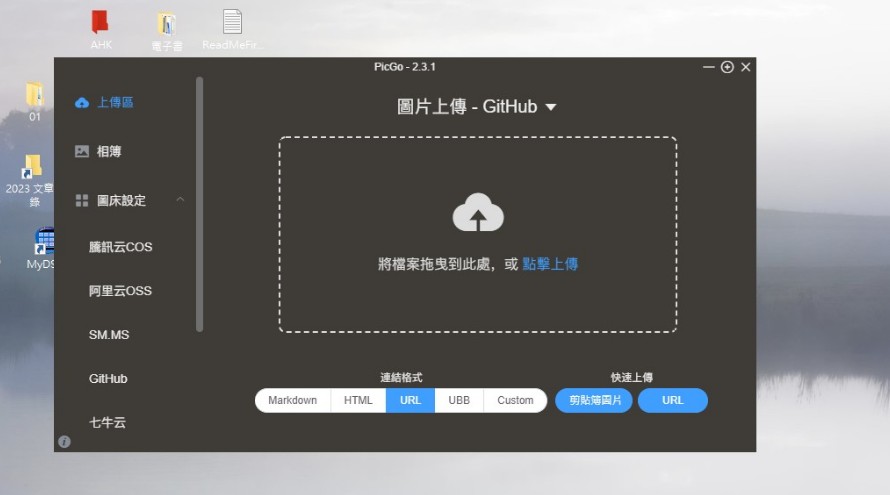 AHK
電子書
ReadMeFir...
01
2023 文章
錄
MyDS
PicGo - 2.3.1
上傳區
相簿
圖床設定
騰訊云COS
阿里云OSS
SM.MS
GitHub
七牛云
圖片上傳 - GitHub
將檔案拖曳到此處，或 點擊上傳
連結格式
Markdown HTML URL UBB Custom
快速上傳
剪貼簿圖片 URL